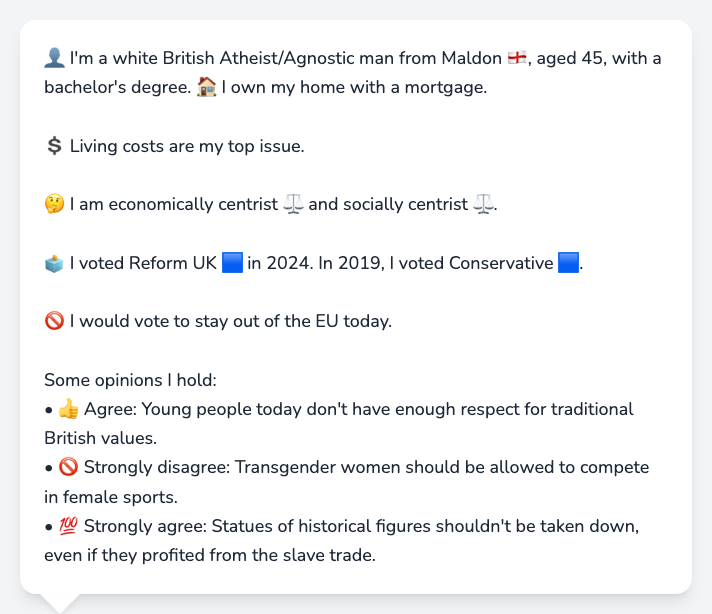 👤 I'm a white British Atheist/Agnostic man from Maldon 🏴󠁧󠁢󠁥󠁮󠁧󠁿, aged 45, with a
bachelor's degree. 🏠 I own my home with a mortgage.
💲 Living costs are my top issue.
🤔 I am economically centrist ⚖️ and socially centrist ⚖️.
🗳️ I voted Reform UK 🟦 in 2024. In 2019, I voted Conservative 🟦.
🚫 I would vote to stay out of the EU today.
Some opinions I hold:
• 👍 Agree: Young people today don't have enough respect for traditional
British values.
• 🚫 Strongly disagree: Transgender women should be allowed to compete
in female sports.
• 💯 Strongly agree: Statues of historical figures shouldn't be taken down,
even if they profited from the slave trade.